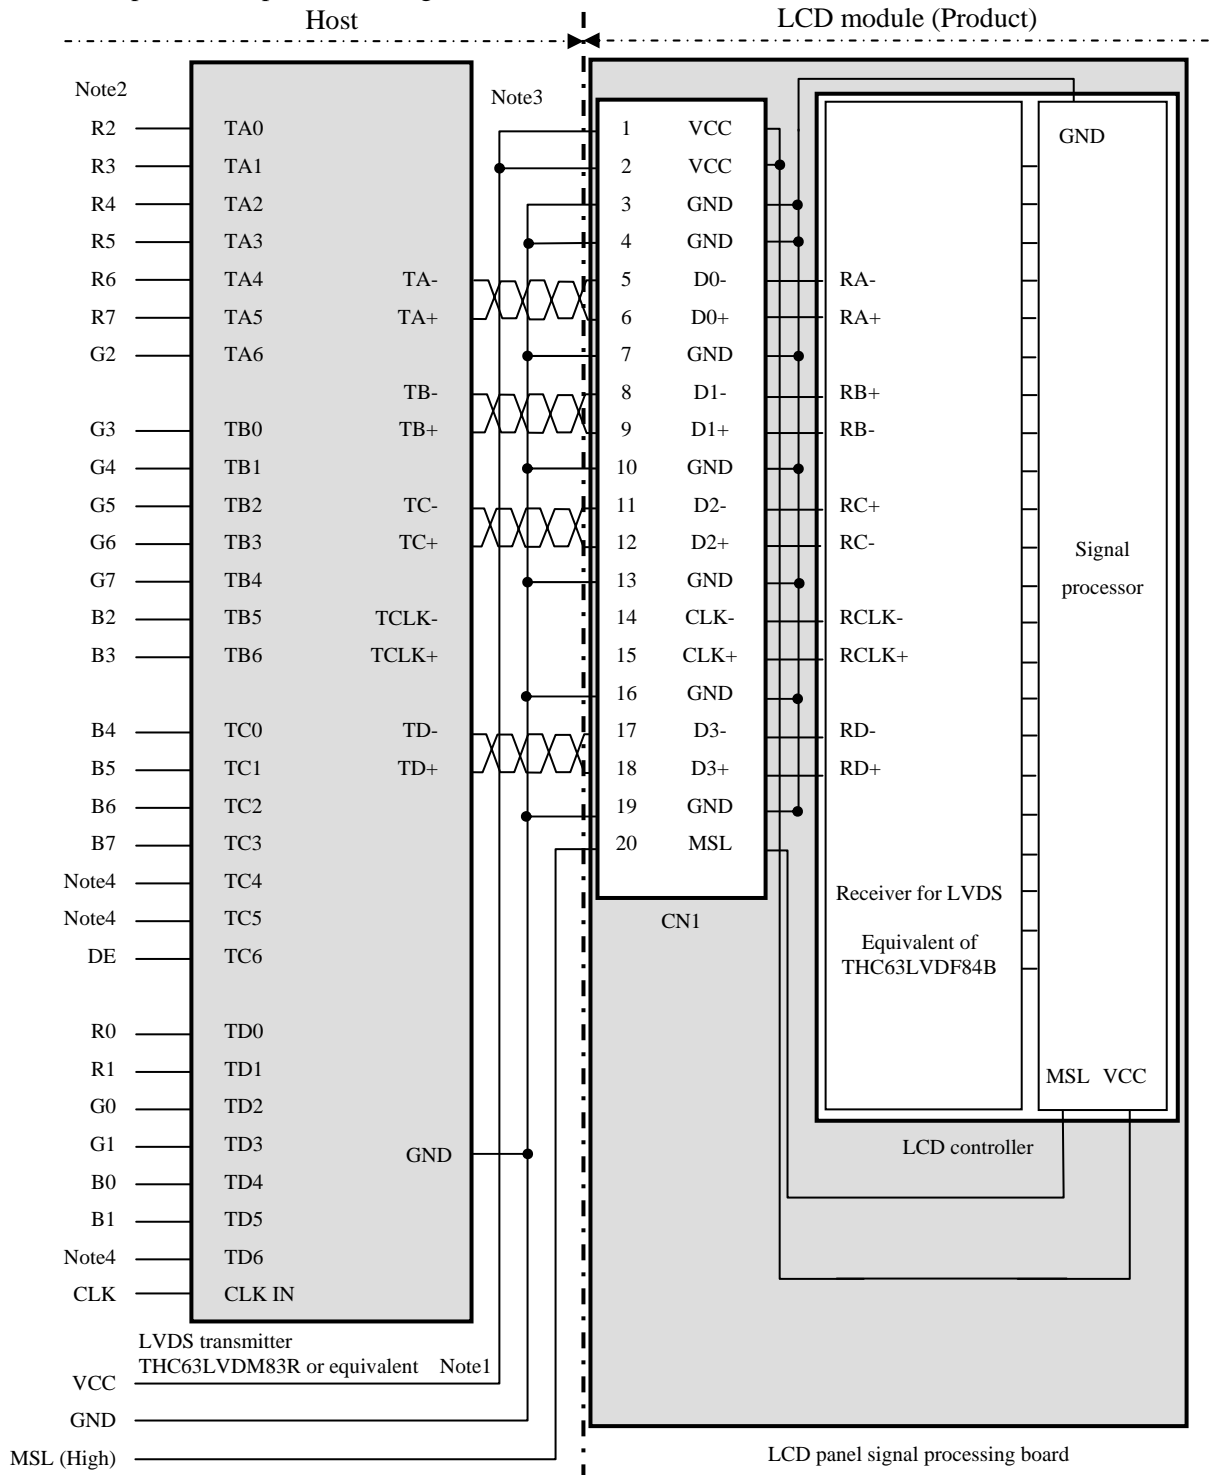 Host
LCD module (Product)
Note2
Note3
R2 TA0
R3 TA1
R4 TA2
R5 TA3
R6 TA4 TA-
R7 TA5 TA+
G2 TA6
TB-
G3 TB0 TB+
G4 TB1
G5 TB2 TC-
G6 TB3 TC+
G7 TB4
B2 TB5 TCLK-
B3 TB6 TCLK+
B4 TC0 TD-
B5 TC1 TD+
B6 TC2
B7 TC3
Note4 TC4
Note4 TC5
DE TC6
R0 TD0
R1 TD1
G0 TD2
G1 TD3
GND
B0 TD4
B1 TD5
Note4 TD6
CLK CLK IN
LVDS transmitter
THC63LVDM83R or equivalent Note1
VCC
GND
MSL (High)
1 VCC
2 VCC
3 GND
4 GND
5 D0-
6 D0+
7 GND
8 D1-
9 D1+
10 GND
11 D2-
12 D2+
13 GND
14 CLK-
15 CLK+
16 GND
17 D3-
18 D3+
19 GND
20 MSL
CN1
RA-
RA+
RB+
RB-
RC+
RC-
RCLK-
RCLK+
RD-
RD+
Receiver for LVDS
Equivalent of
THC63LVDF84B
GND
Signal
processor
MSL VCC
LCD controller
LCD panel signal processing board